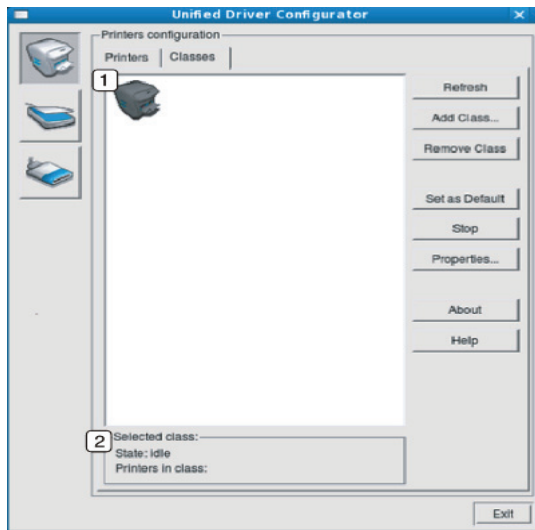 Unified Driver Configurator
Printers configuration
Printers Classes
1
Refresh
Add Class...
Remove Class
Set as Default
Stop
Properties...
About
Help
2
Selected class:
State: idle
Printers in class:
Exit